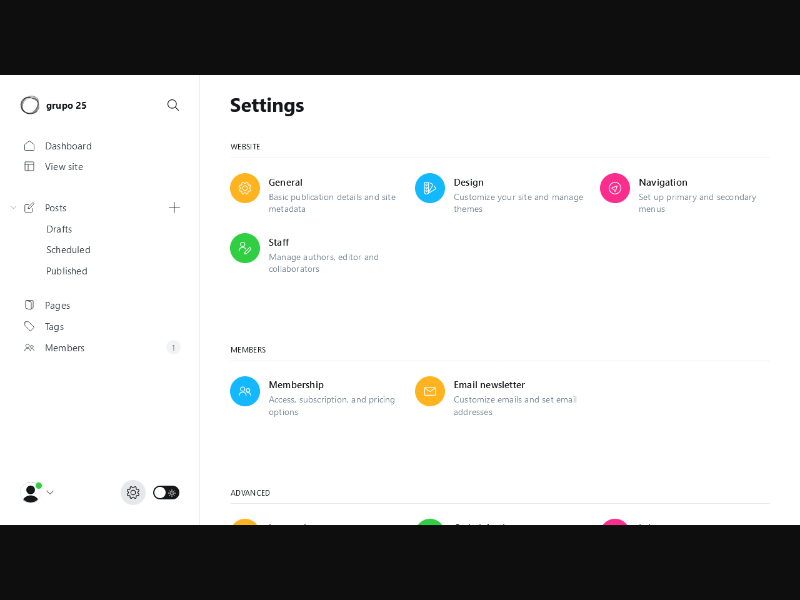 grupo 25
Dashboard
View site
Posts
Drafts
Scheduled
Published
Pages
Tags
Members 1
Settings
WEBSITE
General
Basic publication details and site
metadata
Design
Customize your site and manage
themes
Navigation
Set up primary and secondary
menus
Staff
Manage authors, editor and
collaborators
MEMBERS
Membership
Access, subscription, and pricing
options
Email newsletter
Customize emails and set email
addresses
ADVANCED